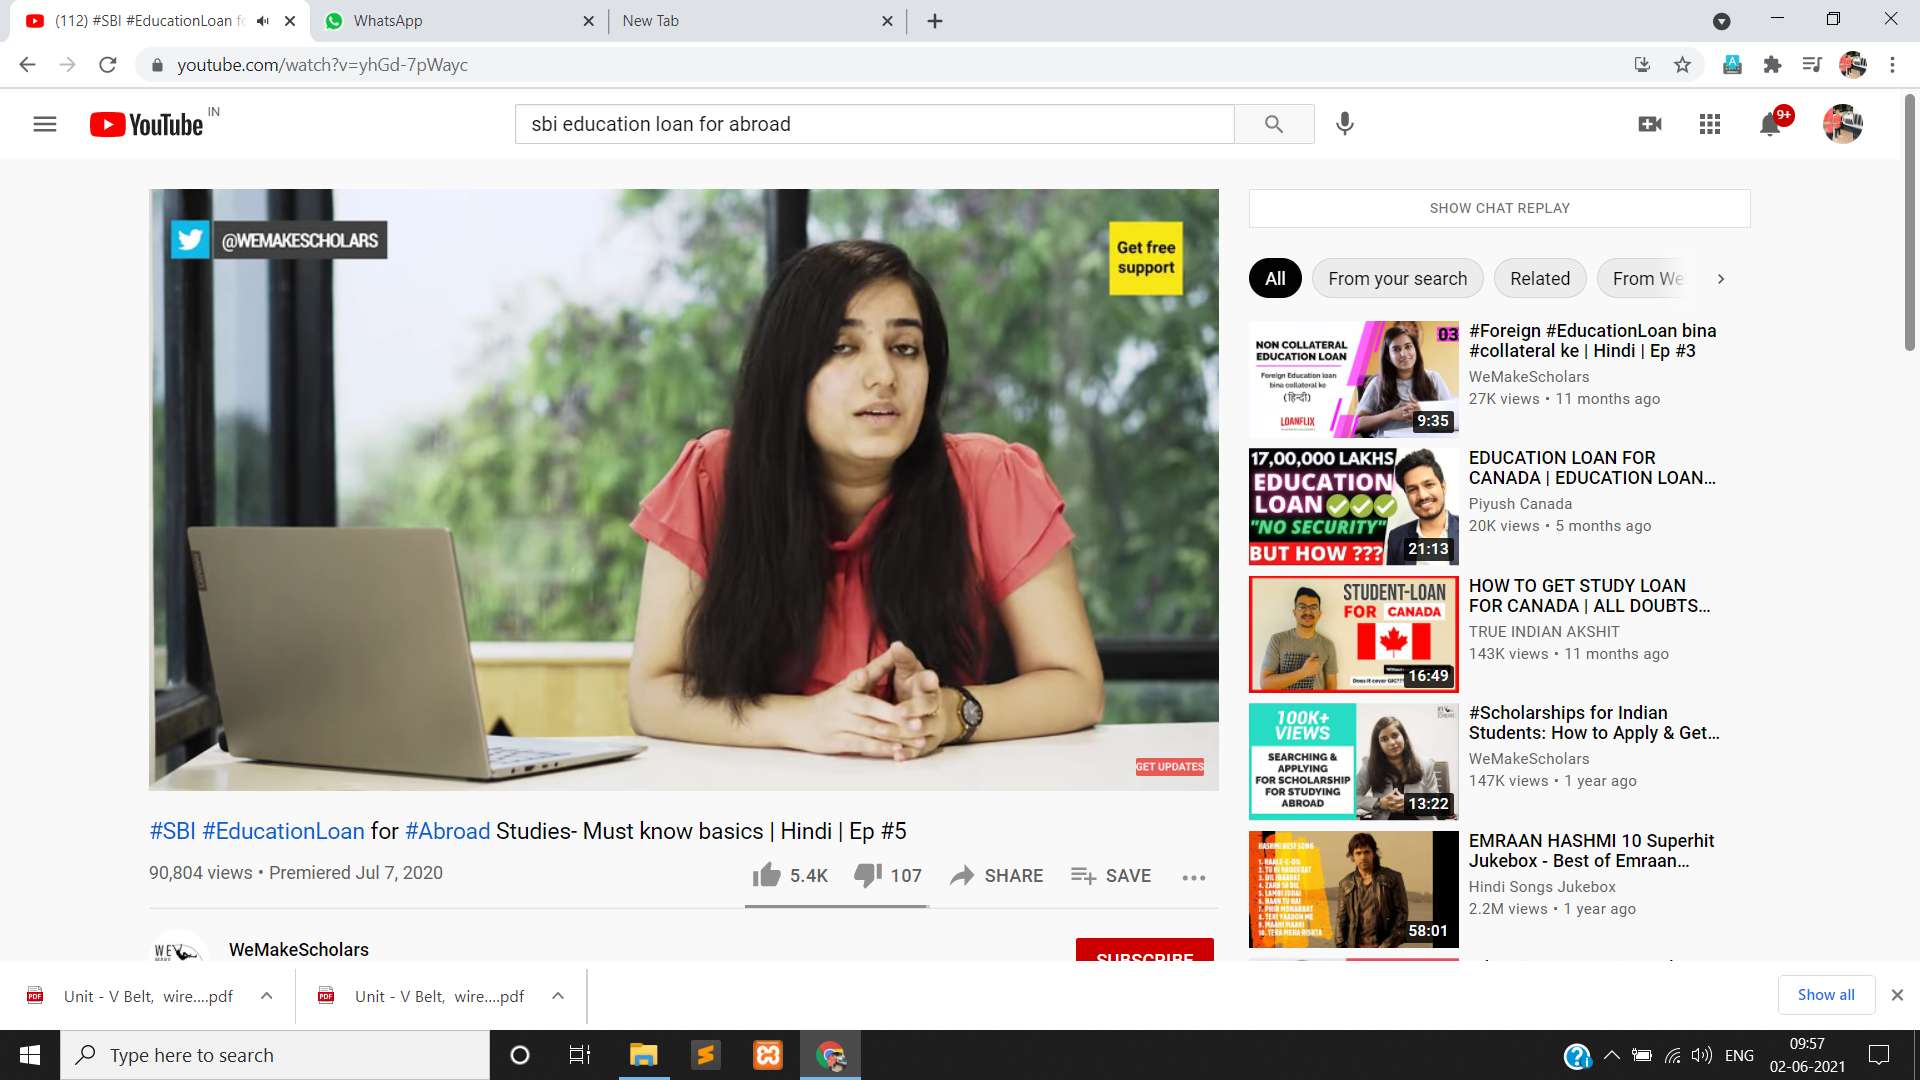 (112) #SBI #EducationLoan fo
WhatsApp
New Tab
youtube.com/watch?v=yhGd-7pWayc
YouTube
IN
sbi education loan for abroad
9+
@WEMAKESCHOLARS
Get free
support
GET UPDATES
#SBI #EducationLoan for #Abroad Studies- Must know basics | Hindi | Ep #5
90,804 views • Premiered Jul 7, 2020
5.4K
107
SHARE
SAVE
WeMakeScholars
SUBSCRIBE
SHOW CHAT REPLAY
All
From your search
Related
From We
NON COLLATERAL
EDUCATION LOAN
Foreign Education loan
bina collateral ke
(हिन्दी)
LOANFLIX
03
9:35
#Foreign #EducationLoan bina
#collateral ke | Hindi | Ep #3
WeMakeScholars
27K views • 11 months ago
17,00,000 LAKHS
EDUCATION
LOAN
"NO SECURITY"
BUT HOW ???
21:13
EDUCATION LOAN FOR
CANADA | EDUCATION LOAN...
Piyush Canada
20K views • 5 months ago
STUDENT-LOAN
FOR CANADA
Does it cover GIC??
16:49
HOW TO GET STUDY LOAN
FOR CANADA | ALL DOUBTS...
TRUE INDIAN AKSHIT
143K views • 11 months ago
100K+
VIEWS
SEARCHING &
APPLYING
FOR SCHOLARSHIP
FOR STUDYING
ABROAD
13:22
#Scholarships for Indian
Students: How to Apply & Get...
WeMakeScholars
147K views • 1 year ago
HASHMI BEST SONG
58:01
EMRAAN HASHMI 10 Superhit
Jukebox - Best of Emraan...
Hindi Songs Jukebox
2.2M views • 1 year ago
Unit - V Belt, wire....pdf
Unit - V Belt, wire....pdf
Show all
Type here to search
ENG
09:57
02-06-2021